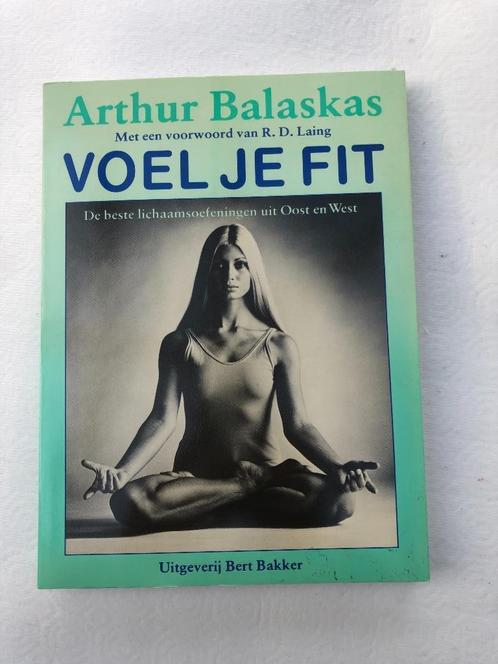 Arthur Balaskas
Met een voorwoord van R. D. Laing
VOEL JE FIT
De beste lichaamsoefeningen uit Oost en West
Uitgeverij Bert Bakker